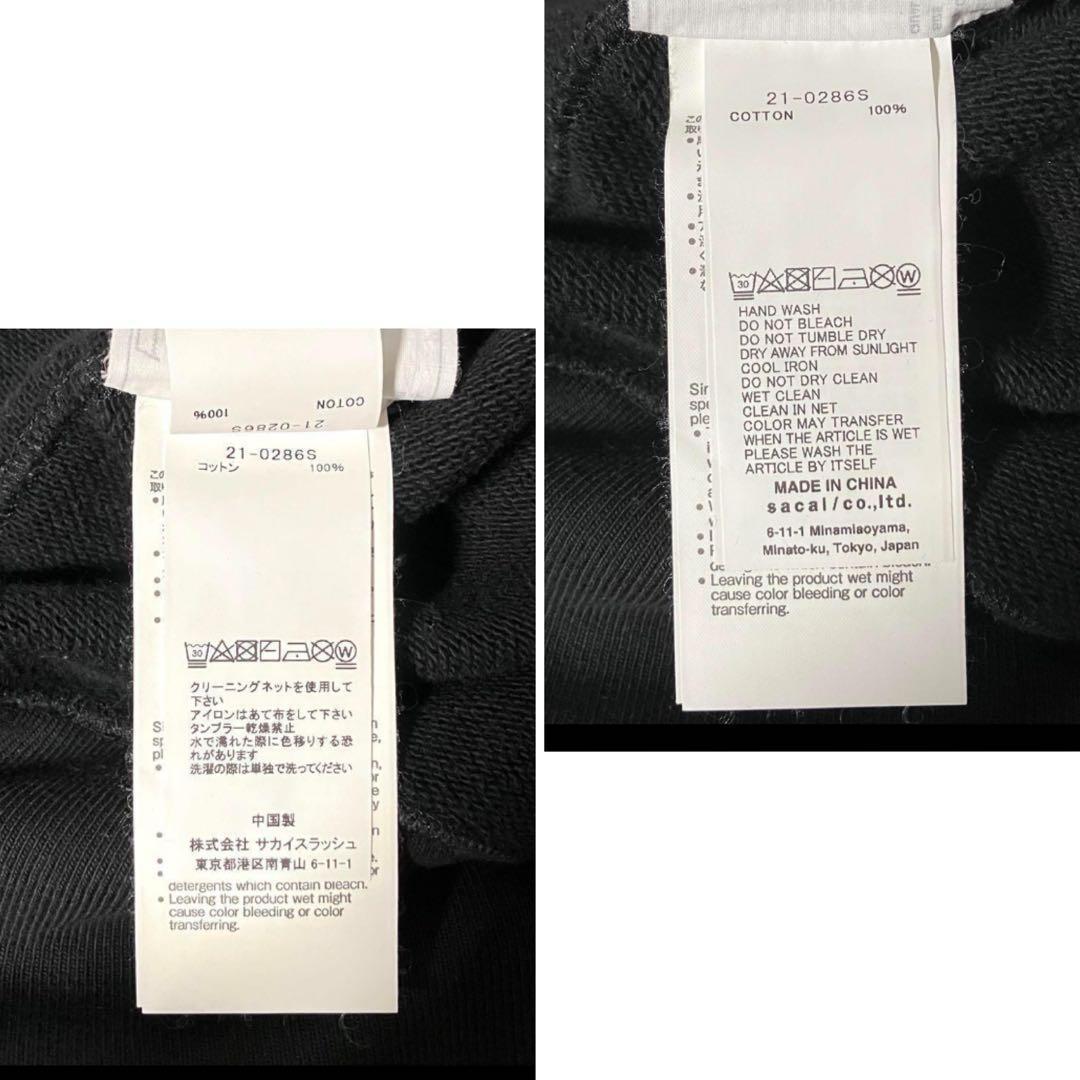 21-0286S
COTTON 100%
30
W
HAND WASH
DO NOT BLEACH
DO NOT TUMBLE DRY
DRY AWAY FROM SUNLIGHT
COOL IRON
DO NOT DRY CLEAN
WET CLEAN
CLEAN IN NET
COLOR MAY TRANSFER
WHEN THE ARTICLE IS WET
PLEASE WASH THE
ARTICLE BY ITSELF
MADE IN CHINA
sacai/co.,ltd.
6-11-1 Minamiaoyama,
Minato-ku, Tokyo, Japan
Leaving the product wet might
cause color bleeding or color
transferring.
COTON 100%
21-0286S
21-0286S
コットン 100%
30
W
クリーニングネットを使用して
下さい
アイロンはあて布をして下さい
タンブラー乾燥禁止
水で濡れた際に色移りする恐
れがあります
洗濯の際は単独で洗ってください
中国製
株式会社 サカイスラッシュ
東京都港区南青山 6-11-1
detergents which contain bleach.
Leaving the product wet might
cause color bleeding or color
transferring.